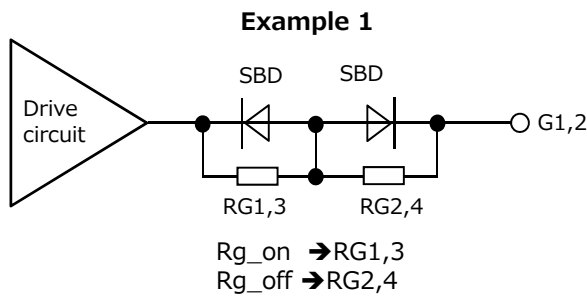 Example 1
SBD SBD
Drive
circuit
G1,2
RG1,3 RG2,4
Rg_on ➔RG1,3
Rg_off ➔RG2,4